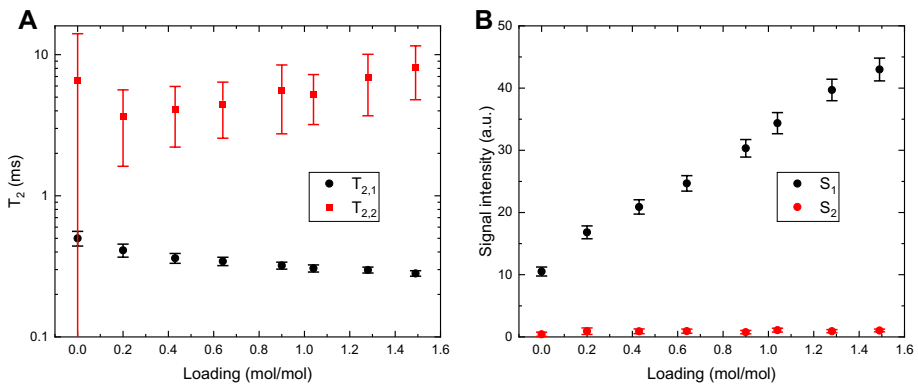 A
10
1
0.1
T2 (ms)
T2,1
T2,2
0.0 0.2 0.4 0.6 0.8 1.0 1.2 1.4 1.6
Loading (mol/mol)
B
50
40
30
20
10
0
Signal intensity (a.u.)
S1
S2
0.0 0.2 0.4 0.6 0.8 1.0 1.2 1.4 1.6
Loading (mol/mol)